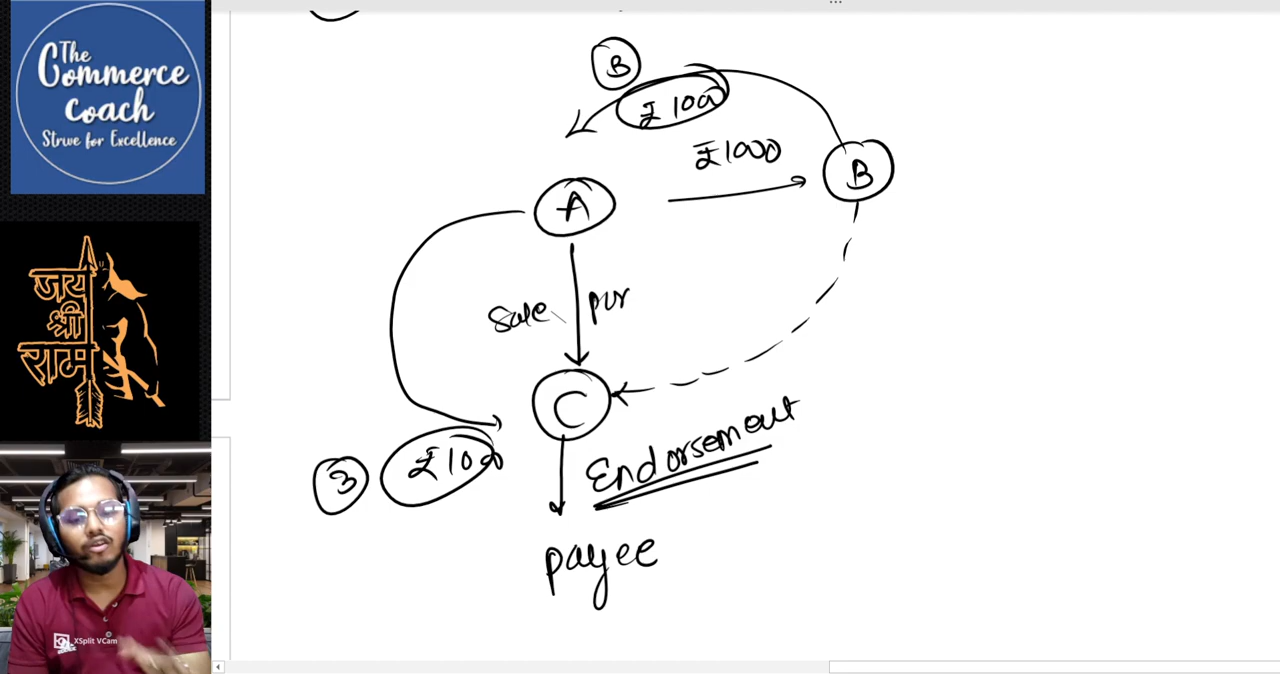 The
Commerce
Coach
Strive for Excellence
जय
श्री
राम
XSplit VCam
B
₹100
₹1000
B
A
Sale
pur
C
Endorsement
3
₹100
payee